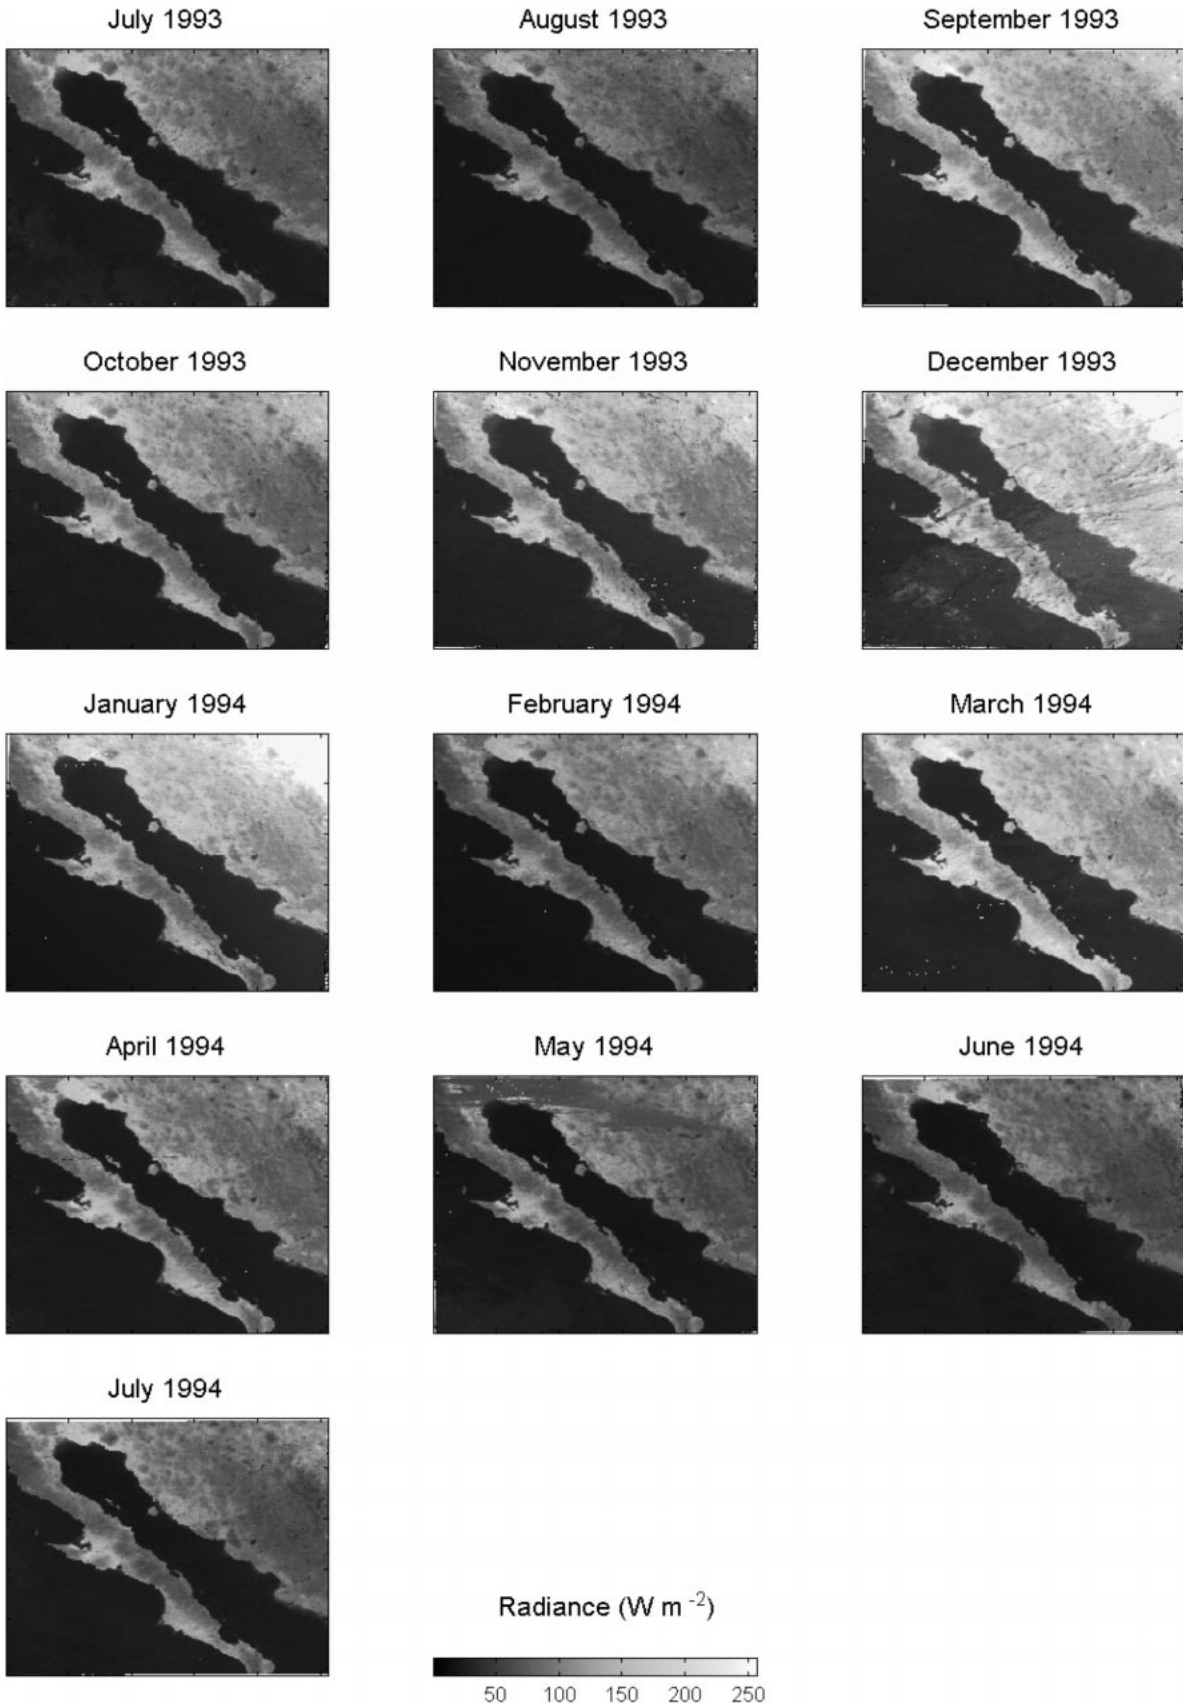 July 1993
August 1993
September 1993
October 1993
November 1993
December 1993
January 1994
February 1994
March 1994
April 1994
May 1994
June 1994
July 1994
Radiance (W m -2)
50 100 150 200 250